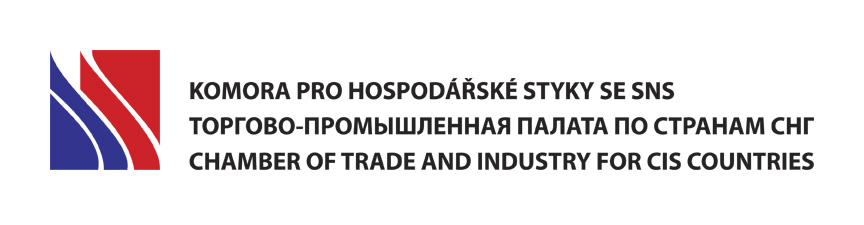 KOMORA PRO HOSPODÁŘSKÉ STYKY SE SNS
ТОРГОВО-ПРОМЫШЛЕННАЯ ПАЛАТА ПО СТРАНАМ СНГ
CHAMBER OF TRADE AND INDUSTRY FOR CIS COUNTRIES